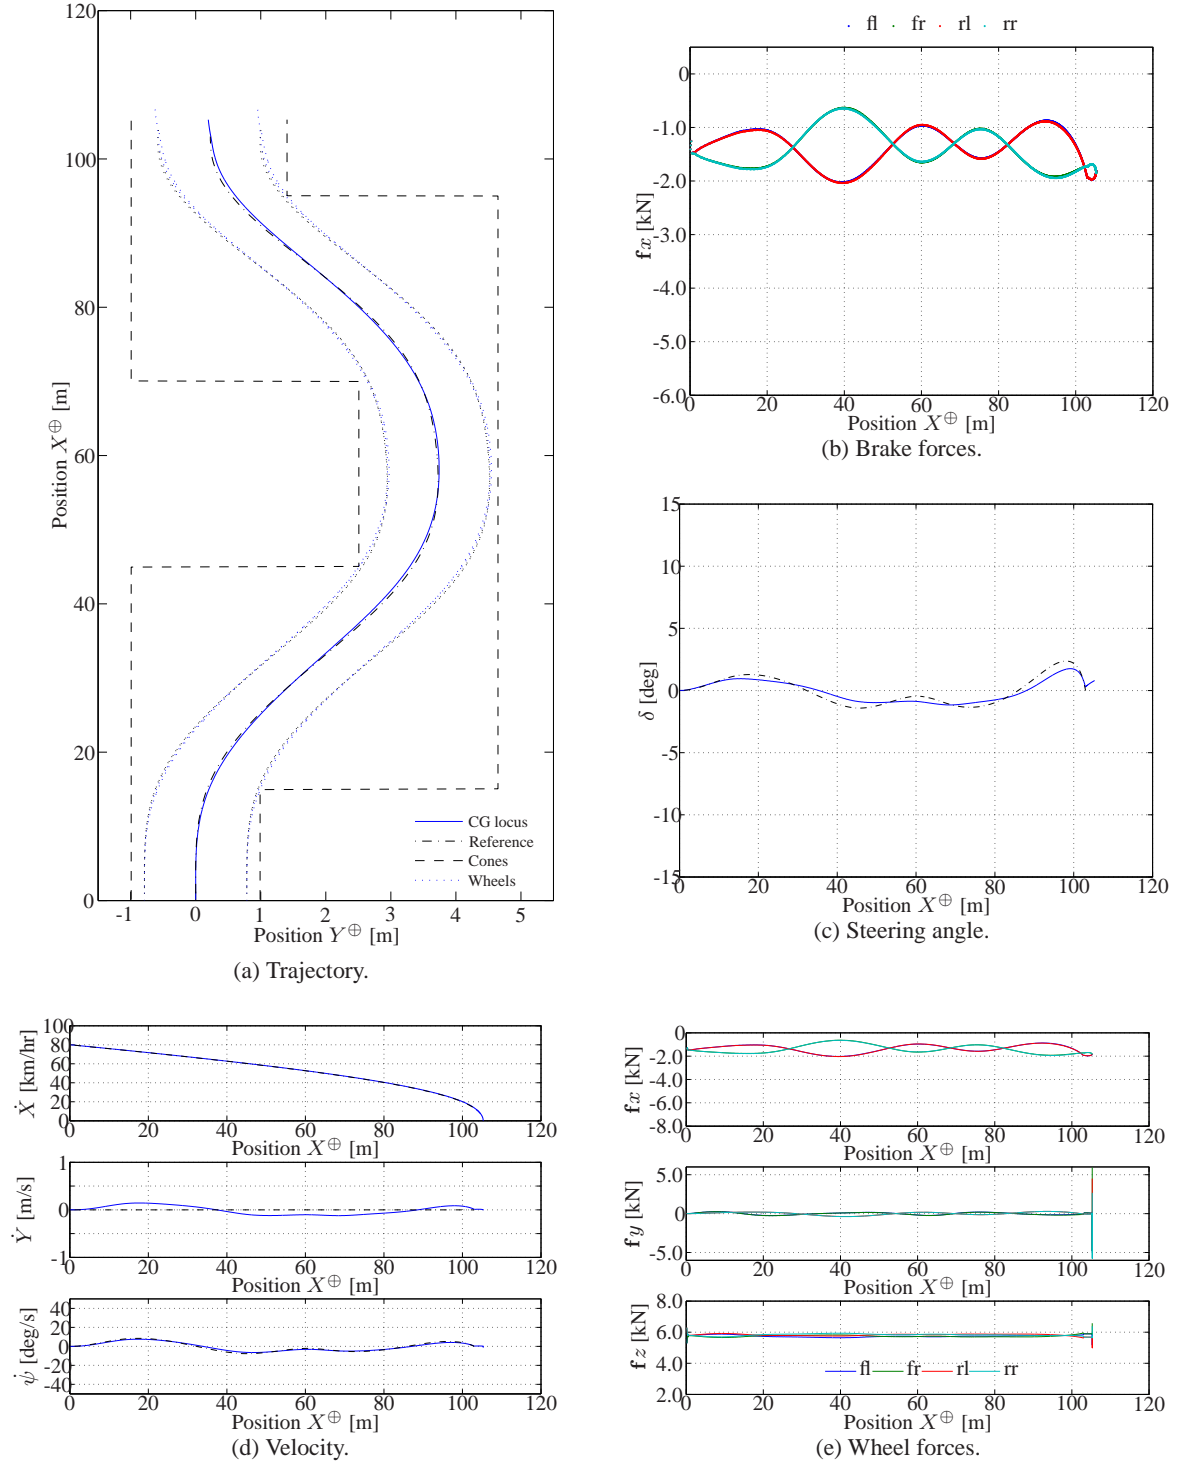 120
100
80
60
40
20
0
-1 0 1 2 3 4 5
Position X⊕ [m]
Position Y⊕ [m]
CG locus
Reference
Cones
Wheels
(a) Trajectory.
fl fr rl rr
0
-1.0
-2.0
-3.0
-4.0
-5.0
-6.0
0 20 40 60 80 100 120
fx [kN]
Position X⊕ [m]
(b) Brake forces.
15
10
5
0
-5
-10
-15
0 20 40 60 80 100 120
δ [deg]
Position X⊕ [m]
(c) Steering angle.
100
80
60
40
20
0
0 20 40 60 80 100 120
Ẋ [km/hr]
Position X⊕ [m]
1
0
-1
0 20 40 60 80 100 120
Ẏ [m/s]
Position X⊕ [m]
40
20
0
-20
-40
0 20 40 60 80 100 120
ψ̇ [deg/s]
Position X⊕ [m]
(d) Velocity.
0
-2.0
-4.0
-6.0
-8.0
0 20 40 60 80 100 120
fx [kN]
Position X⊕ [m]
5.0
0
-5.0
0 20 40 60 80 100 120
fy [kN]
Position X⊕ [m]
8.0
6.0
4.0
2.0
fl fr rl rr
0 20 40 60 80 100 120
fz [kN]
Position X⊕ [m]
(e) Wheel forces.